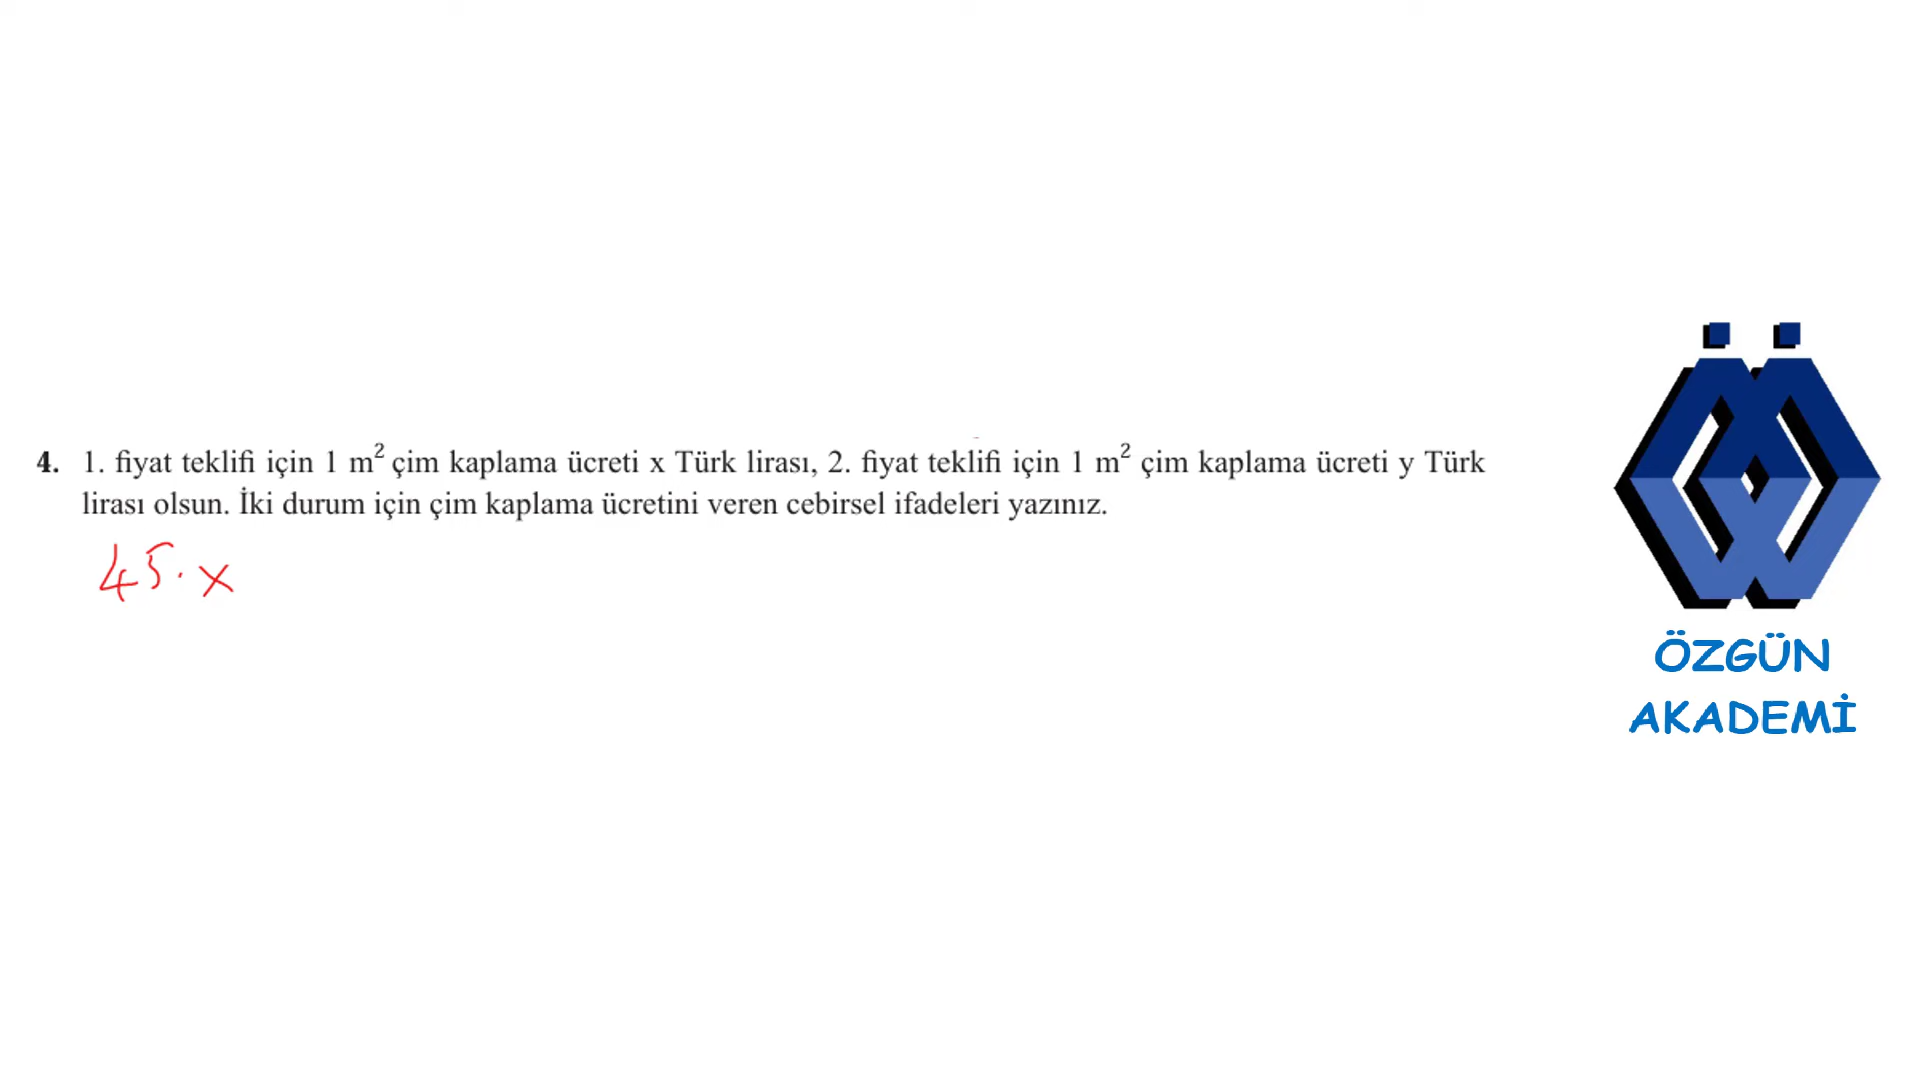 4. 1. fiyat teklifi için 1 m² çim kaplama ücreti x Türk lirası, 2. fiyat teklifi için 1 m² çim kaplama ücreti y Türk
lirası olsun. İki durum için çim kaplama ücretini veren cebirsel ifadeleri yazınız.
45.x
ÖZGÜN
AKADEMİ